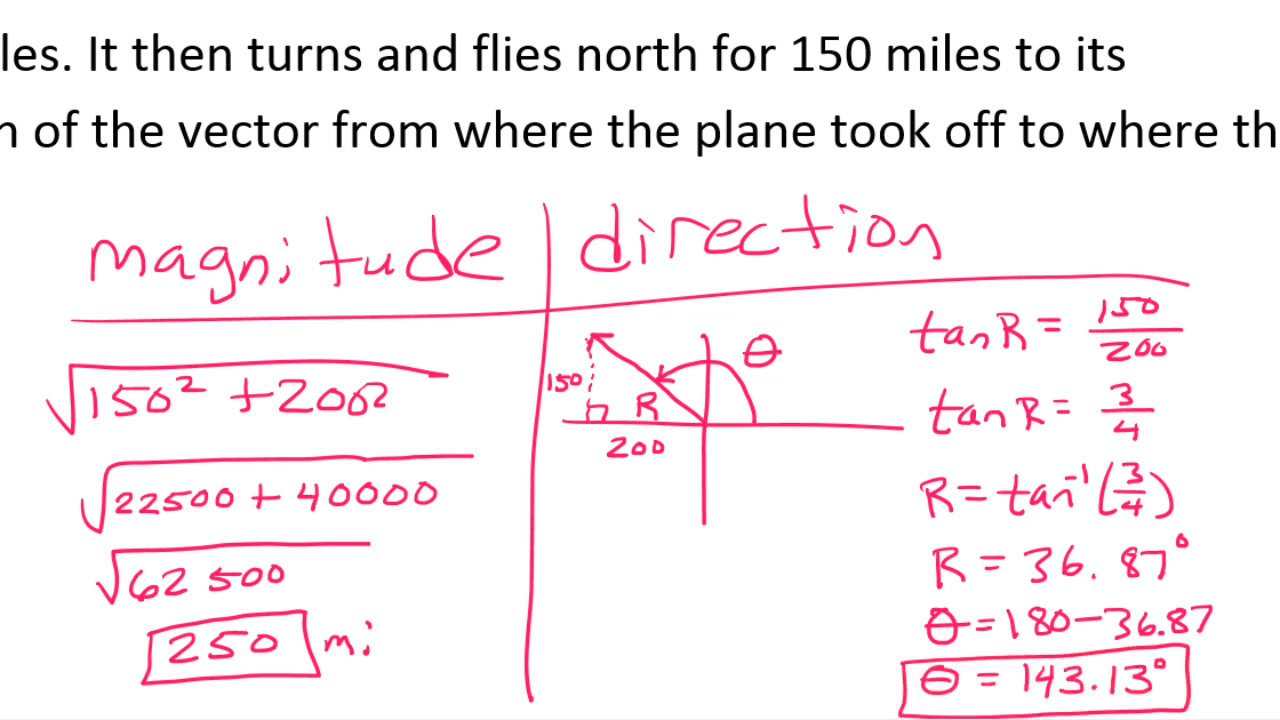 les. It then turns and flies north for 150 miles to its
n of the vector from where the plane took off to where th
magnitude
√150² + 200²
√22500 + 40000
√62 500
250 mi
direction
150
R
200
θ
tan R = 150/200
tan R = 3/4
R = tan⁻¹(3/4)
R = 36.87°
θ = 180 - 36.87
θ = 143.13°